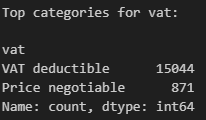 Top categories for vat:
vat
VAT deductible 15044
Price negotiable 871
Name: count, dtype: int64